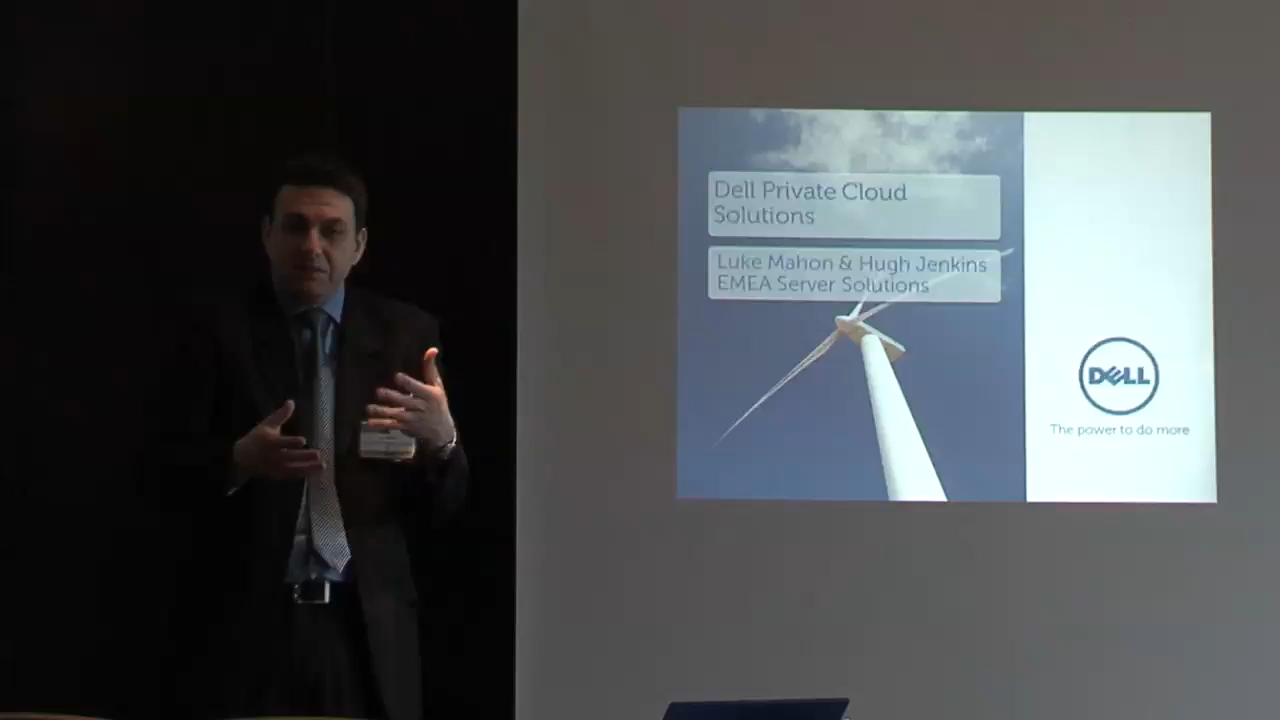 Dell Private Cloud
Solutions
Luke Mahon & Hugh Jenkins
EMEA Server Solutions
DELL
The power to do more